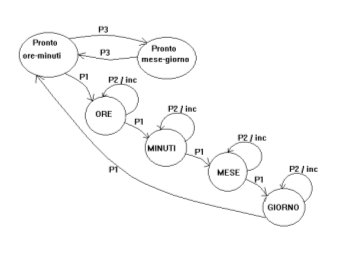 P3
Pronto
ore-minuti
P3
Pronto
mese-giorno
P1
P2 / inc
ORE
P1
P2 / inc
MINUTI
P1
P2 / inc
MESE
P1
P2 / inc
GIORNO
P1